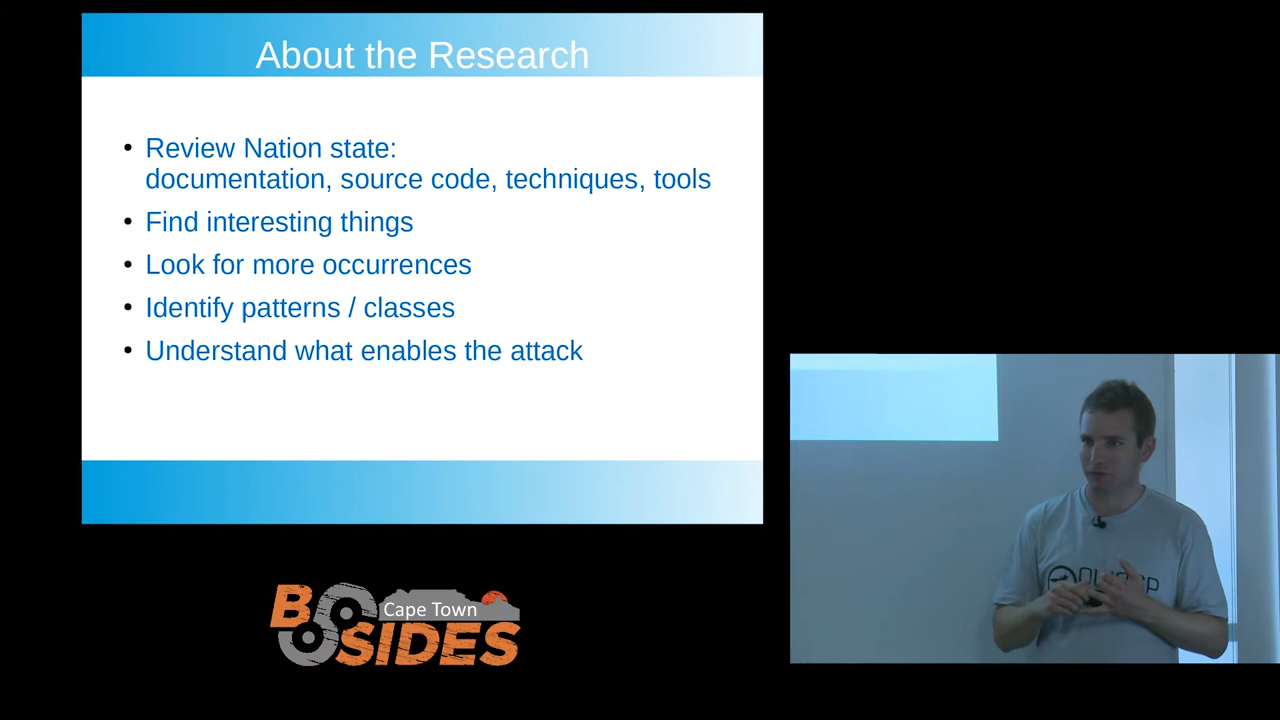 About the Research
• Review Nation state:
documentation, source code, techniques, tools
• Find interesting things
• Look for more occurrences
• Identify patterns / classes
• Understand what enables the attack
Cape Town
BSIDES